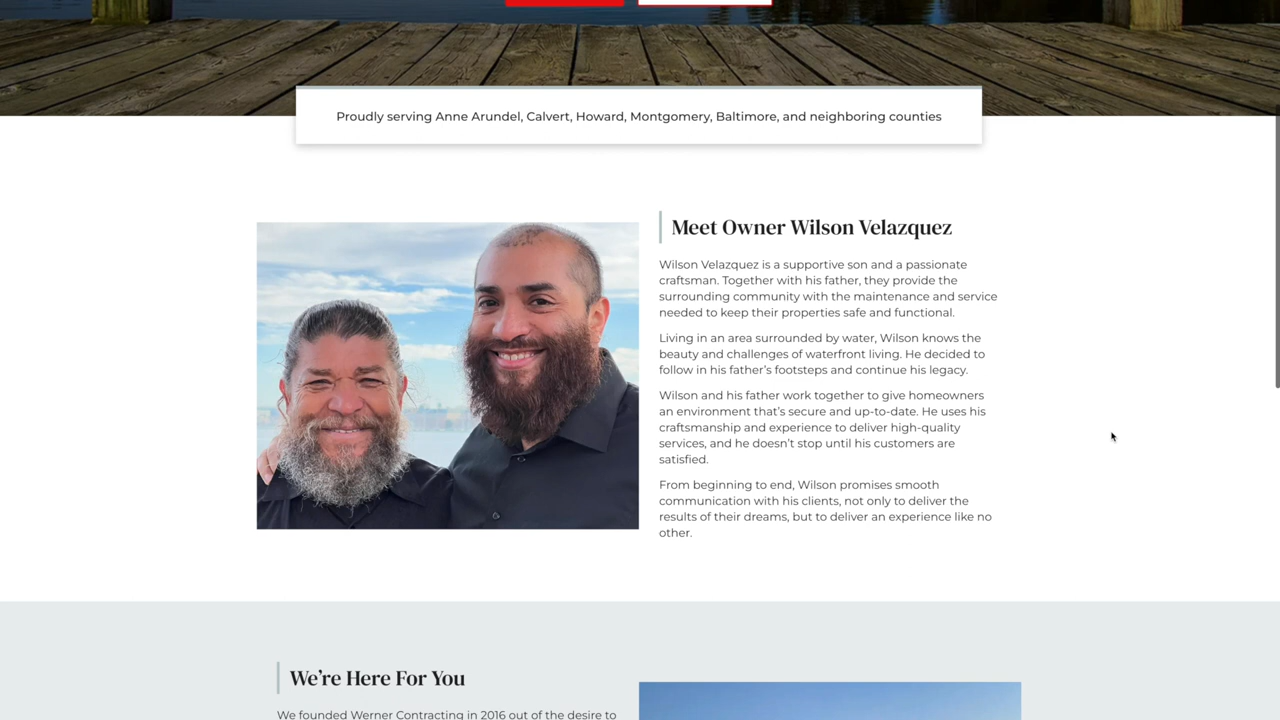 Proudly serving Anne Arundel, Calvert, Howard, Montgomery, Baltimore, and neighboring counties
Meet Owner Wilson Velazquez
Wilson Velazquez is a supportive son and a passionate
craftsman. Together with his father, they provide the
surrounding community with the maintenance and service
needed to keep their properties safe and functional.
Living in an area surrounded by water, Wilson knows the
beauty and challenges of waterfront living. He decided to
follow in his father’s footsteps and continue his legacy.
Wilson and his father work together to give homeowners
an environment that’s secure and up-to-date. He uses his
craftsmanship and experience to deliver high-quality
services, and he doesn’t stop until his customers are
satisfied.
From beginning to end, Wilson promises smooth
communication with his clients, not only to deliver the
results of their dreams, but to deliver an experience like no
other.
We’re Here For You
We founded Werner Contracting in 2016 out of the desire to